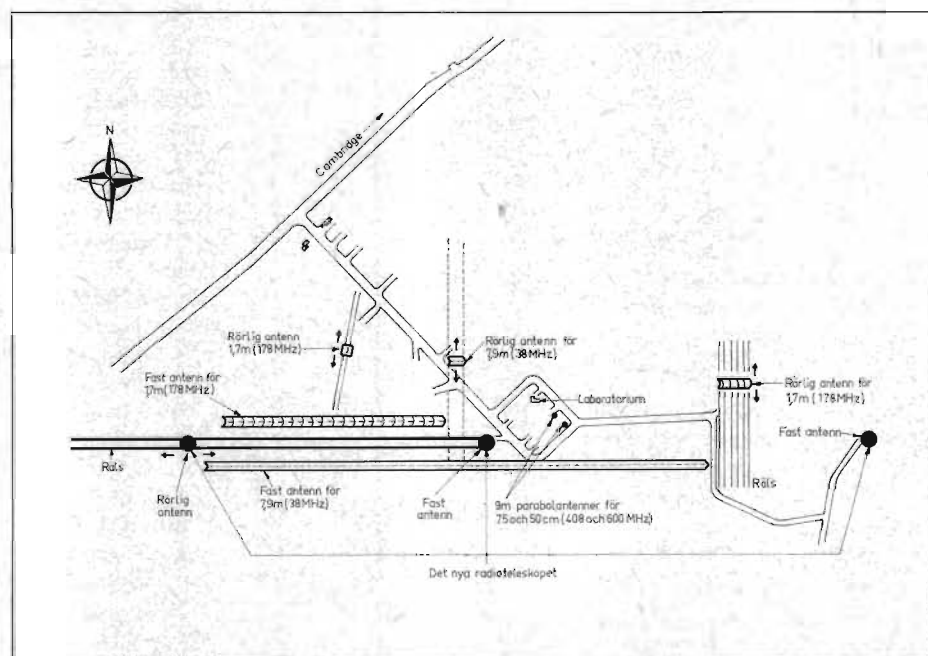 N
Cambridge
Rörlig antenn
1,7m (178MHz)
Rörlig antenn för
7,9m (38MHz)
Fast antenn för
1,7m (178MHz)
Laboratorium
Rörlig antenn för
1,7m (178MHz)
Fast antenn
Räls
Räls
Rörlig
antenn
Fast antenn för
7,9m (38MHz)
Fast
antenn
9m parabolantenner för
75 och 50cm (408 och 600 MHz)
Det nya radioteleskopet